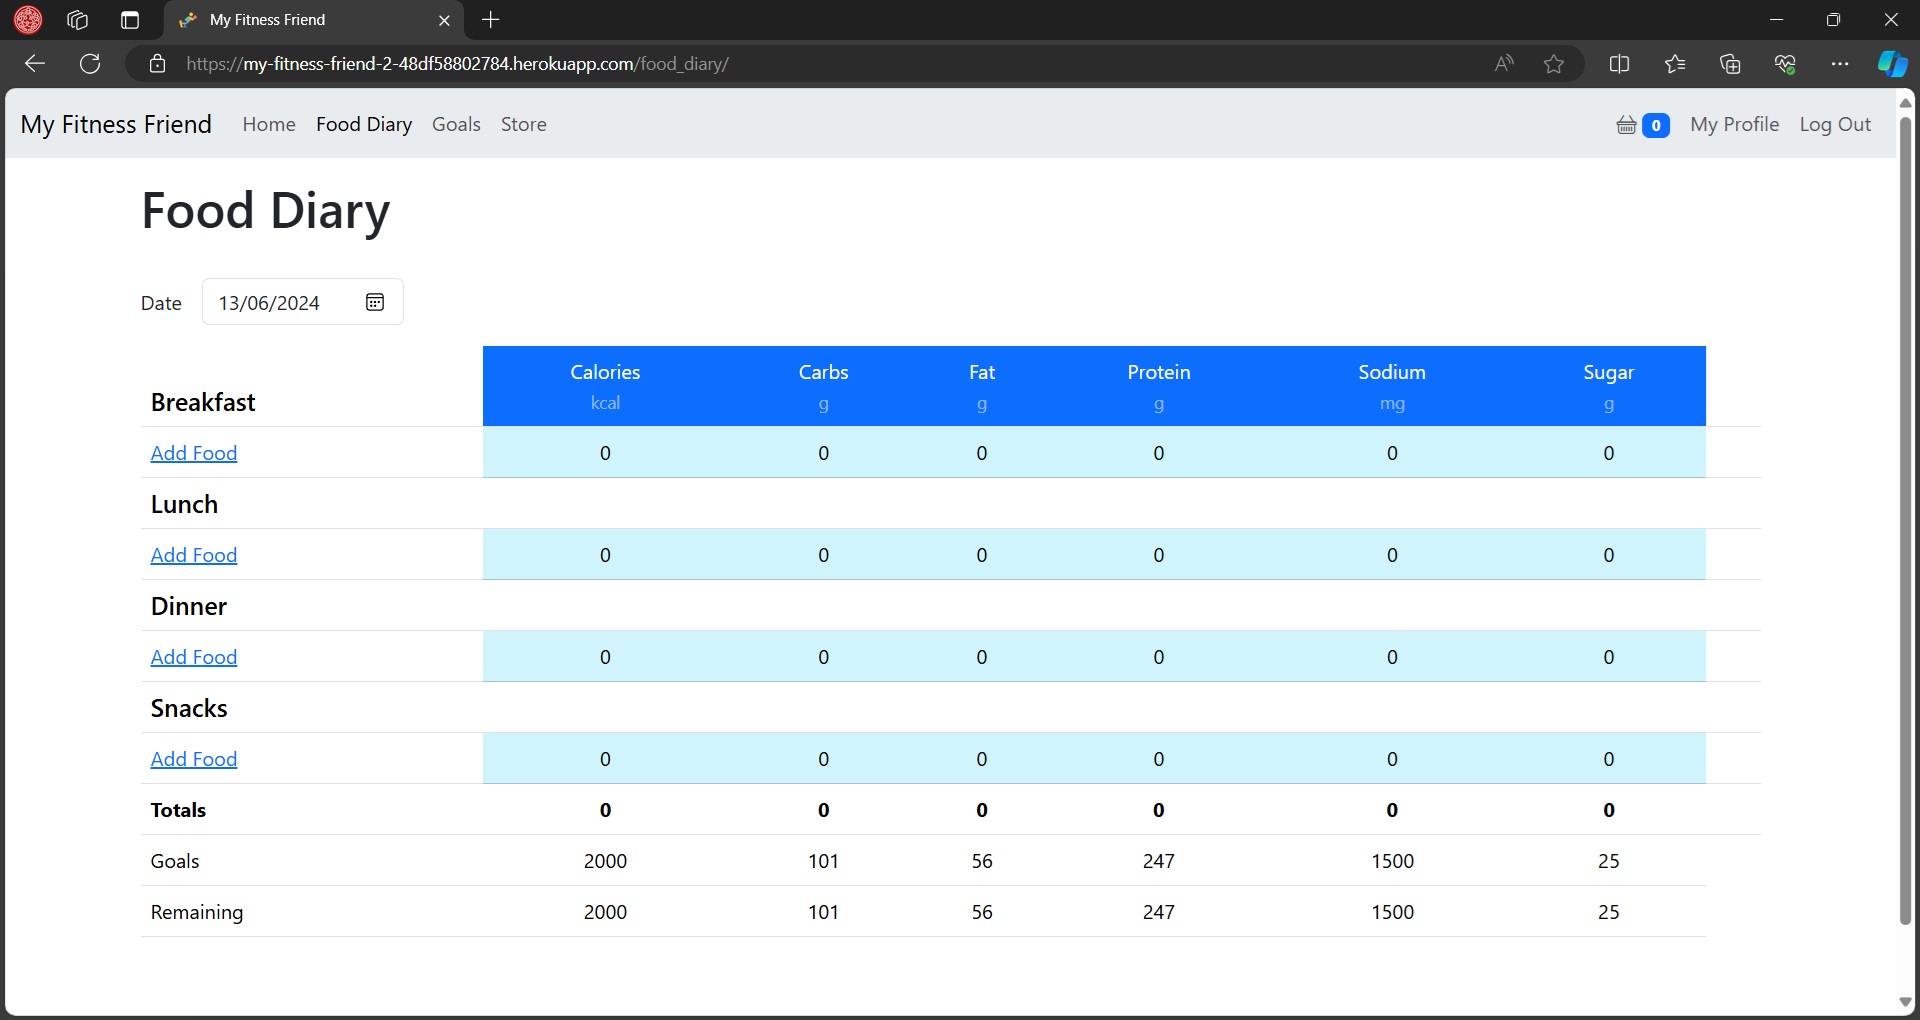 My Fitness Friend
https://my-fitness-friend-2-48df58802784.herokuapp.com/food_diary/
My Fitness Friend Home Food Diary Goals Store 0 My Profile Log Out
Food Diary
Date 13/06/2024
Calories Carbs Fat Protein Sodium Sugar
Breakfast kcal g g g mg g
Add Food 0 0 0 0 0 0
Lunch
Add Food 0 0 0 0 0 0
Dinner
Add Food 0 0 0 0 0 0
Snacks
Add Food 0 0 0 0 0 0
Totals 0 0 0 0 0 0
Goals 2000 101 56 247 1500 25
Remaining 2000 101 56 247 1500 25